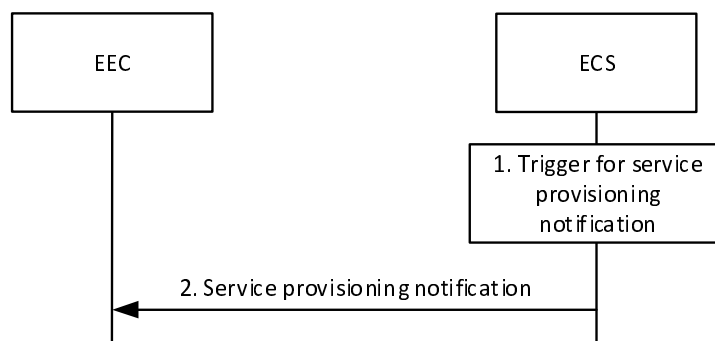 EEC
ECS
1. Trigger for service
provisioning
notification
2. Service provisioning notification